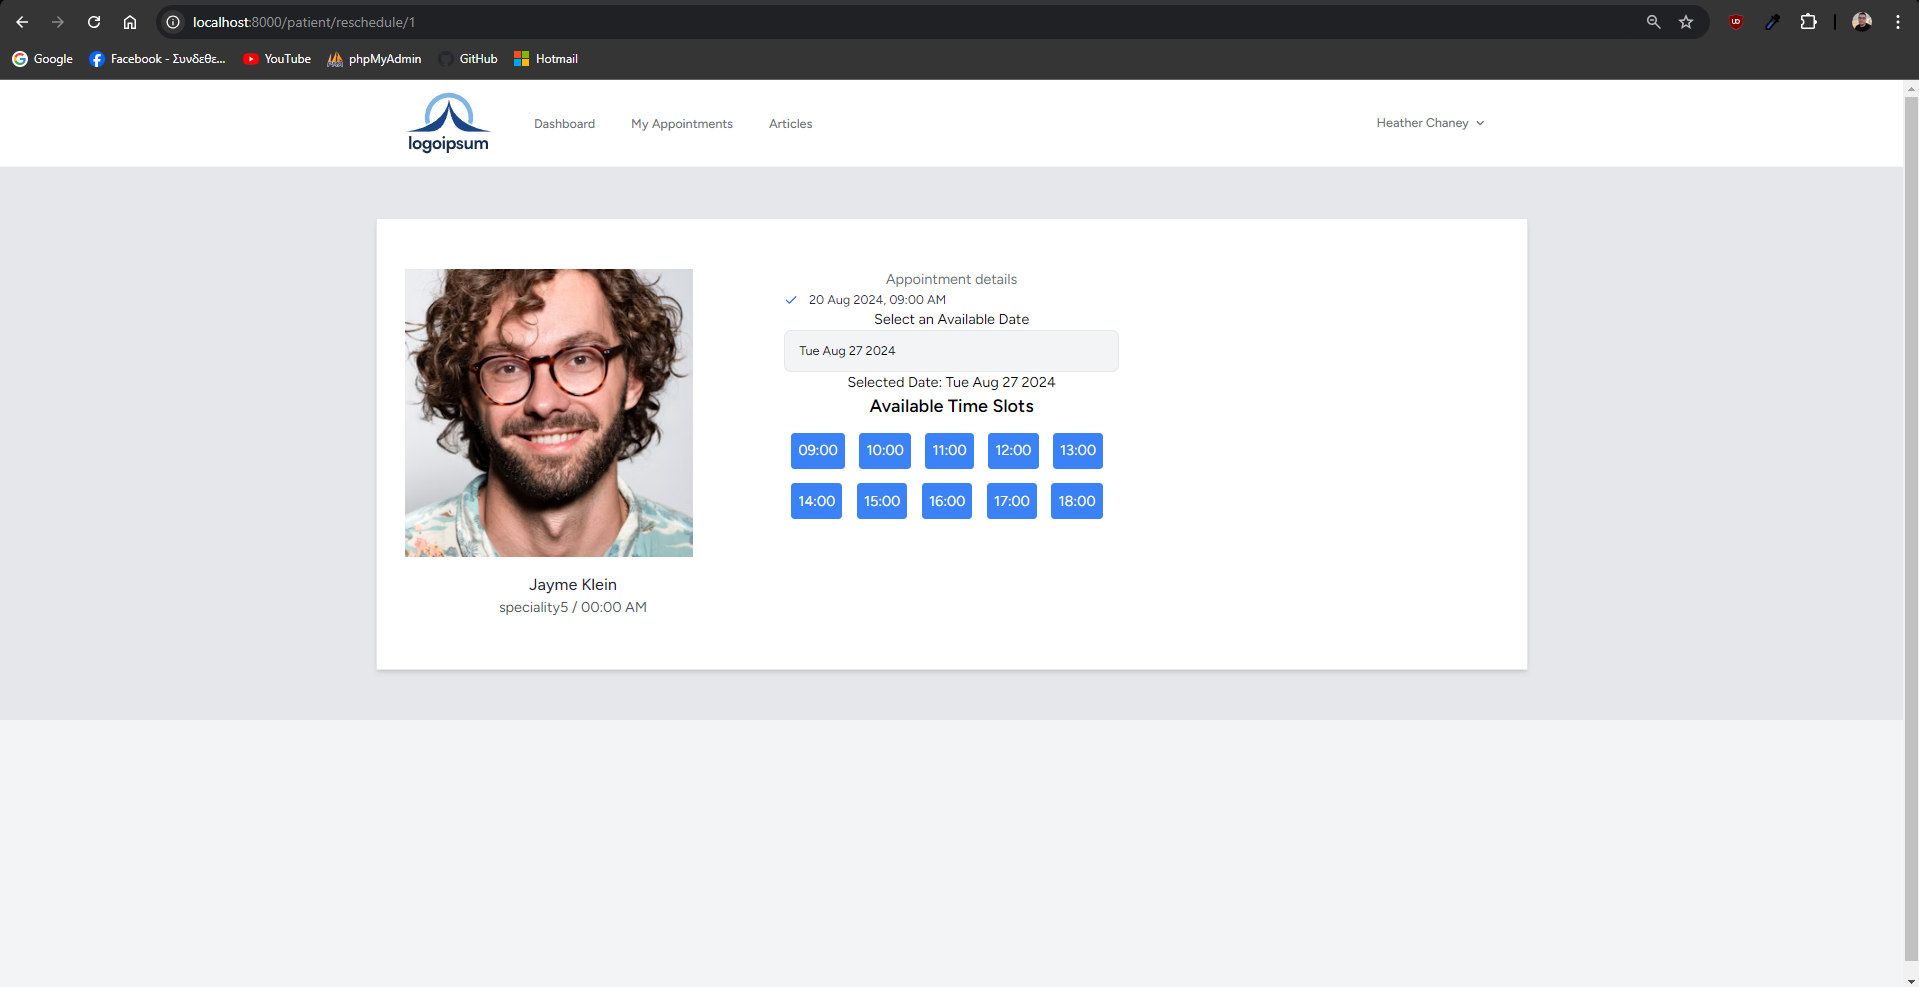 localhost:8000/patient/reschedule/1
Google
Facebook - Συνδεθε...
YouTube
phpMyAdmin
GitHub
Hotmail
logoipsum
Dashboard
My Appointments
Articles
Heather Chaney
Appointment details
20 Aug 2024, 09:00 AM
Select an Available Date
Tue Aug 27 2024
Selected Date: Tue Aug 27 2024
Available Time Slots
09:00 10:00 11:00 12:00 13:00
14:00 15:00 16:00 17:00 18:00
Jayme Klein
speciality5 / 00:00 AM